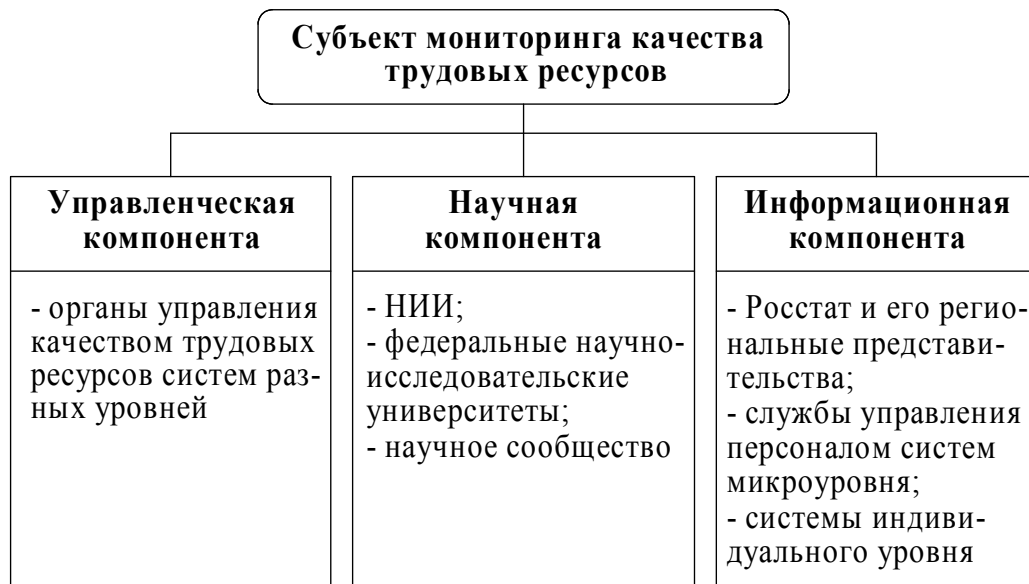 Субъект мониторинга качества
трудовых ресурсов
Управленческая
компонента
- органы управления
качеством трудовых
ресурсов систем раз-
ных уровней
Научная
компонента
- НИИ;
- федеральные научно-
исследовательские
университеты;
- научное сообщество
Информационная
компонента
- Росстат и его регио-
нальные представи-
тельства;
- службы управления
персоналом систем
микроуровня;
- системы индиви-
дуального уровня